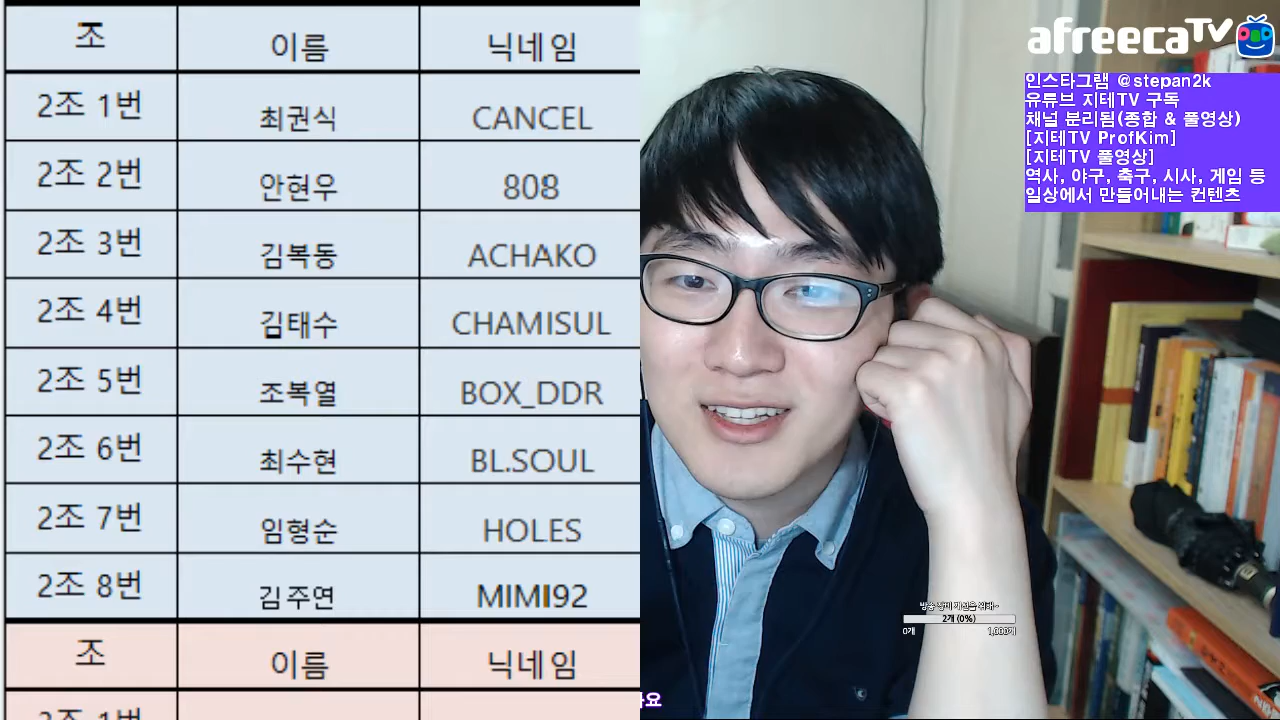 조 이름 닉네임
2조 1번 최권식 CANCEL
2조 2번 안현우 808
2조 3번 김복동 ACHAKO
2조 4번 김태수 CHAMISUL
2조 5번 조복열 BOX_DDR
2조 6번 최수현 BL.SOUL
2조 7번 임형순 HOLES
2조 8번 김주연 MIMI92
조 이름 닉네임
2조 1번
afreecaTV
인스타그램 @stepan2k
유튜브 지테TV 구독
채널 분리됨(종합 & 풀영상)
[지테TV ProfKim]
[지테TV 풀영상]
역사, 야구, 축구, 시사, 게임 등
일상에서 만들어내는 컨텐츠
2개 (0%)
0개 1,000개